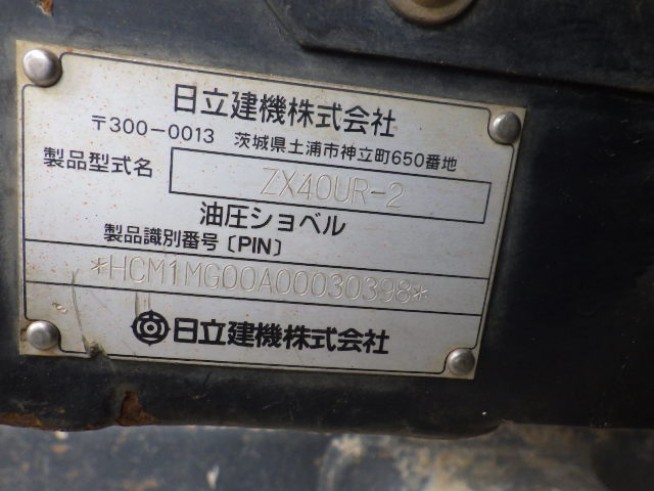 日立建機株式会社
〒300-0013 茨城県土浦市神立町650番地
製品型式名 ZX40UR-2
油圧ショベル
製品識別番号〔PIN〕
*HCM1MG00A00030398*
日立建機株式会社